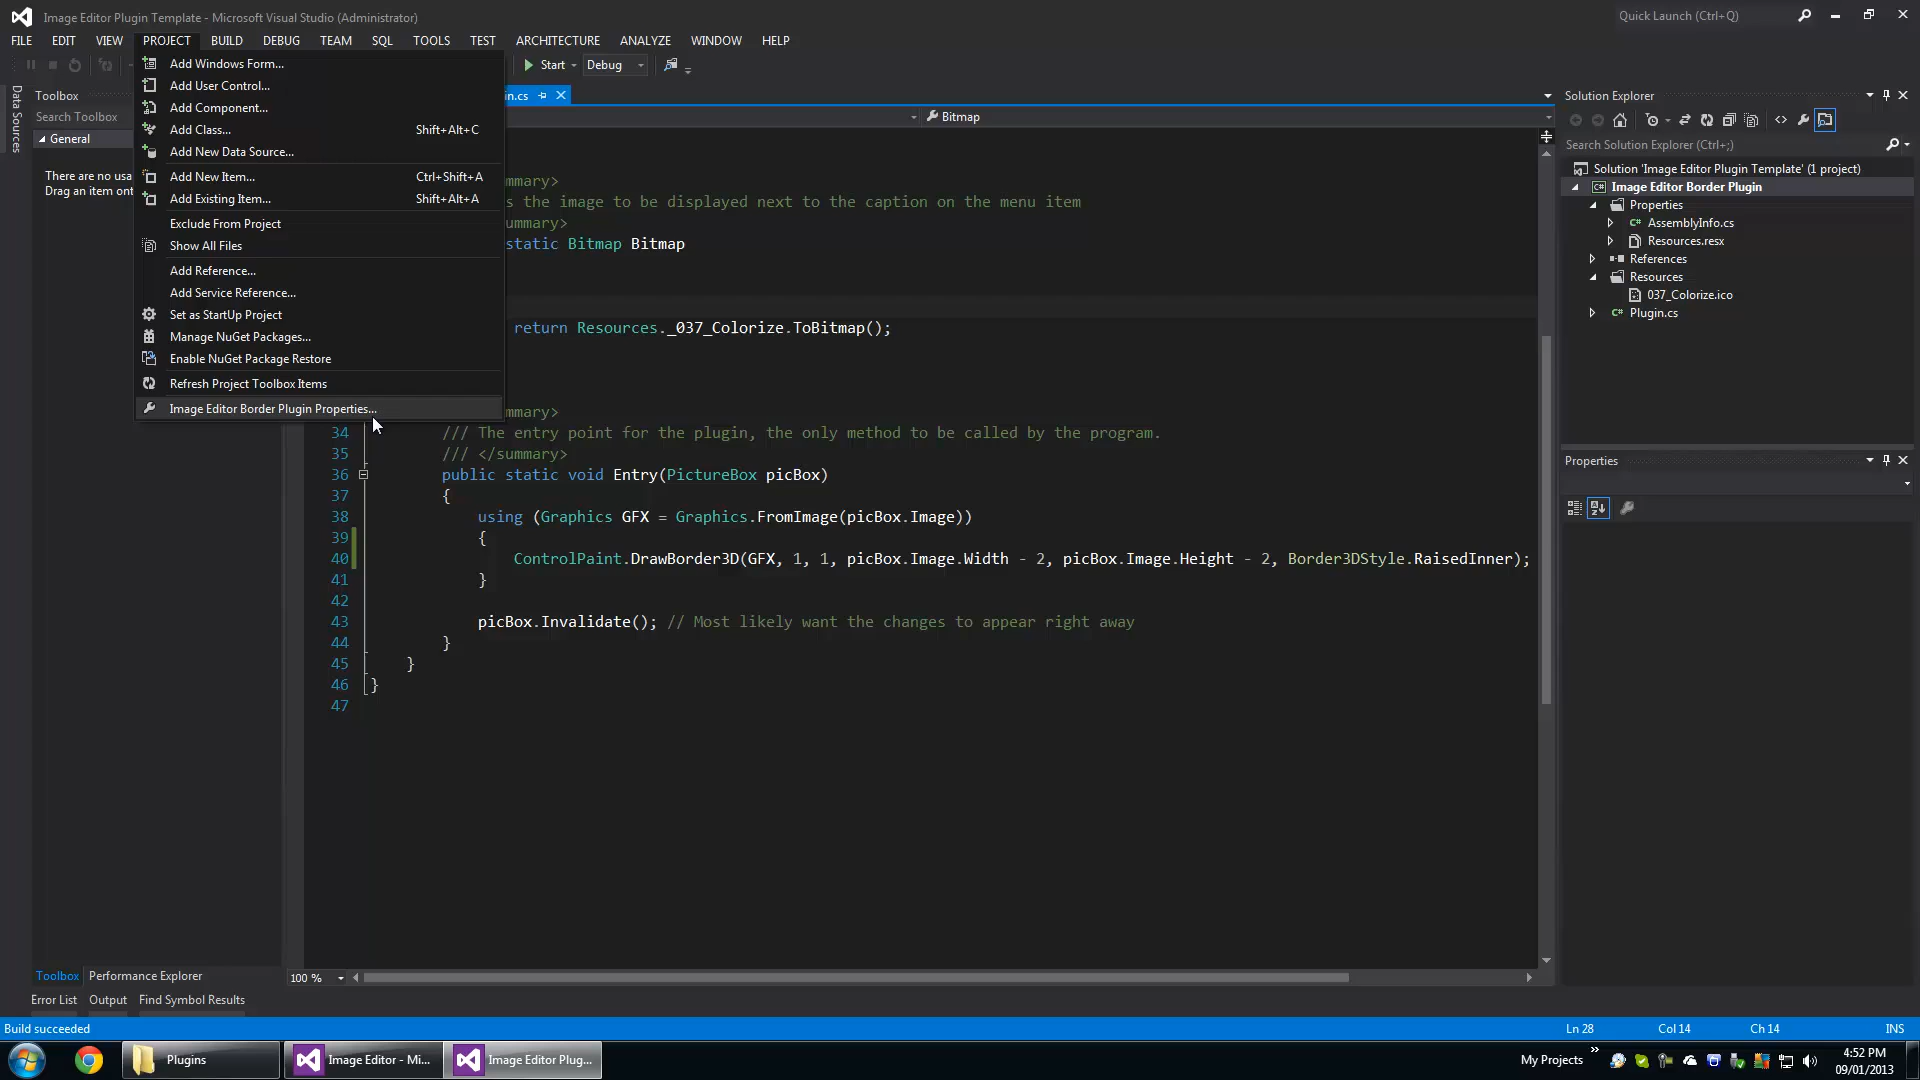 Image Editor Plugin Template - Microsoft Visual Studio (Administrator)
Quick Launch (Ctrl+Q)
FILE EDIT VIEW PROJECT BUILD DEBUG TEAM SQL TOOLS TEST ARCHITECTURE ANALYZE WINDOW HELP
Start Debug
Add Windows Form...
Add User Control...
Add Component...
Add Class... Shift+Alt+C
Add New Data Source...
Add New Item... Ctrl+Shift+A
Add Existing Item... Shift+Alt+A
Exclude From Project
Show All Files
Add Reference...
Add Service Reference...
Set as StartUp Project
Manage NuGet Packages...
Enable NuGet Package Restore
Refresh Project Toolbox Items
Image Editor Border Plugin Properties...
Data Sources
Toolbox
Search Toolbox
General
There are no usa
Drag an item ont
in.cs
Bitmap
ummary>
s the image to be displayed next to the caption on the menu item
ummary>
static Bitmap Bitmap
return Resources._037_Colorize.ToBitmap();
ummary>
34 /// The entry point for the plugin, the only method to be called by the program.
35 /// </summary>
36 public static void Entry(PictureBox picBox)
37 {
38 using (Graphics GFX = Graphics.FromImage(picBox.Image))
39 {
40 ControlPaint.DrawBorder3D(GFX, 1, 1, picBox.Image.Width - 2, picBox.Image.Height - 2, Border3DStyle.RaisedInner);
41 }
42
43 picBox.Invalidate(); // Most likely want the changes to appear right away
44 }
45 }
46 }
47
100 %
Solution Explorer
Search Solution Explorer (Ctrl+;)
Solution 'Image Editor Plugin Template' (1 project)
C# Image Editor Border Plugin
Properties
C# AssemblyInfo.cs
Resources.resx
References
Resources
037_Colorize.ico
C# Plugin.cs
Properties
Toolbox Performance Explorer
Error List Output Find Symbol Results
Build succeeded
Ln 28 Col 14 Ch 14 INS
Plugins
Image Editor - Mi...
Image Editor Plug...
My Projects
4:52 PM
09/01/2013